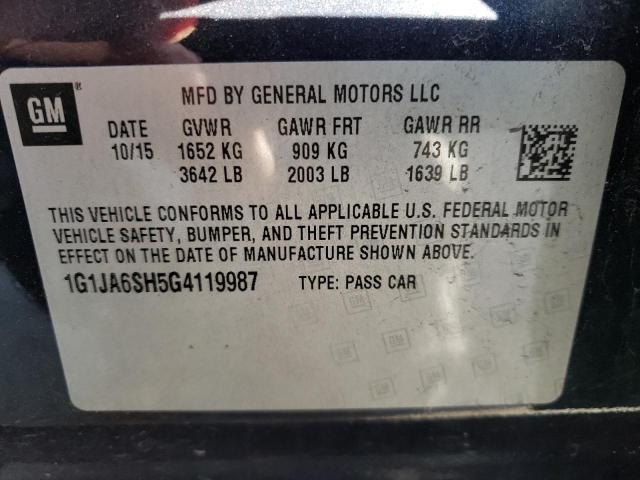 GM ®
MFD BY GENERAL MOTORS LLC
DATE GVWR GAWR FRT GAWR RR
10/15 1652 KG 909 KG 743 KG
3642 LB 2003 LB 1639 LB
THIS VEHICLE CONFORMS TO ALL APPLICABLE U.S. FEDERAL MOTOR
VEHICLE SAFETY, BUMPER, AND THEFT PREVENTION STANDARDS IN
EFFECT ON THE DATE OF MANUFACTURE SHOWN ABOVE.
1G1JA6SH5G4119987 TYPE: PASS CAR